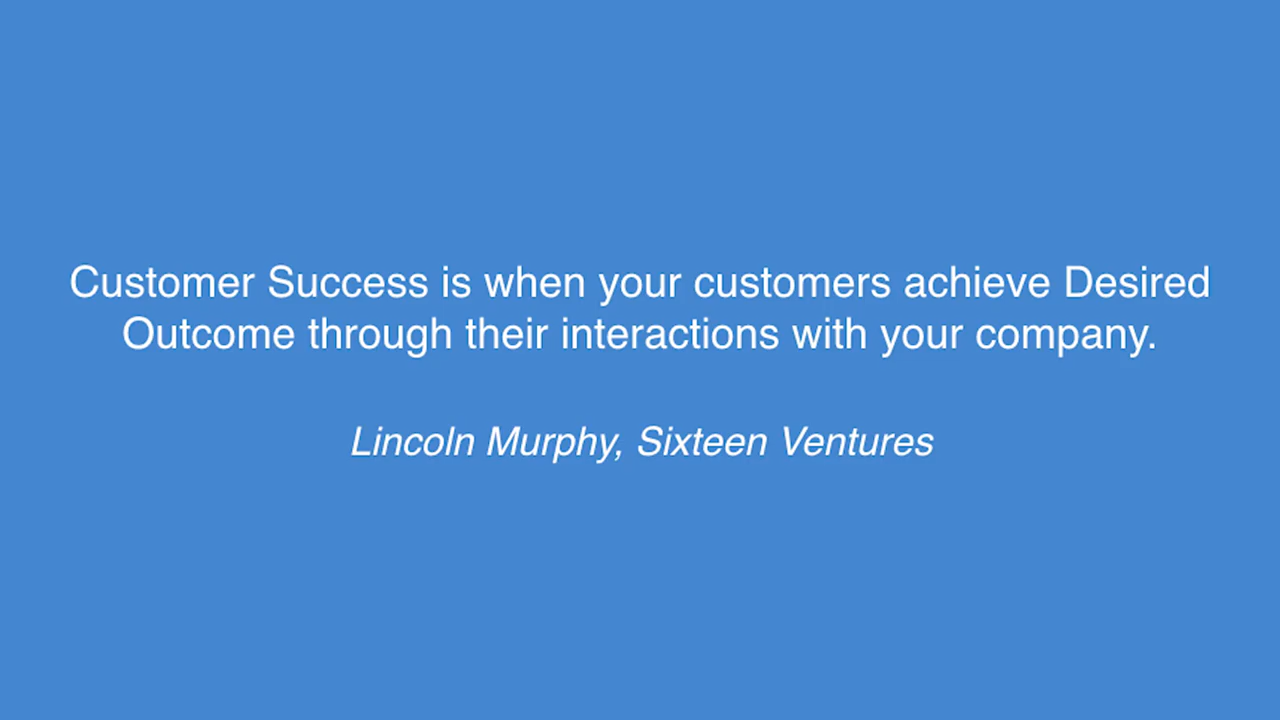 Customer Success is when your customers achieve Desired
Outcome through their interactions with your company.
Lincoln Murphy, Sixteen Ventures